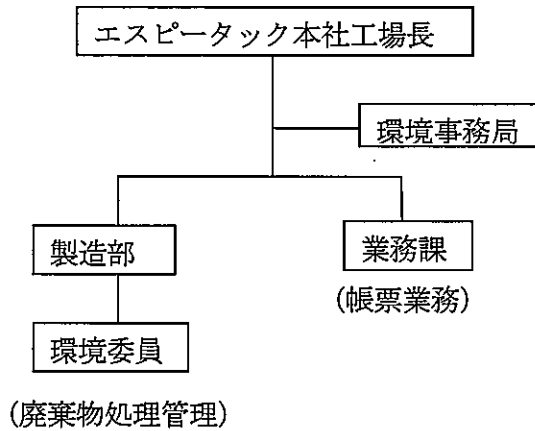 エスピータック本社工場長
環境事務局
製造部
業務課
(帳票業務)
環境委員
(廃棄物処理管理)